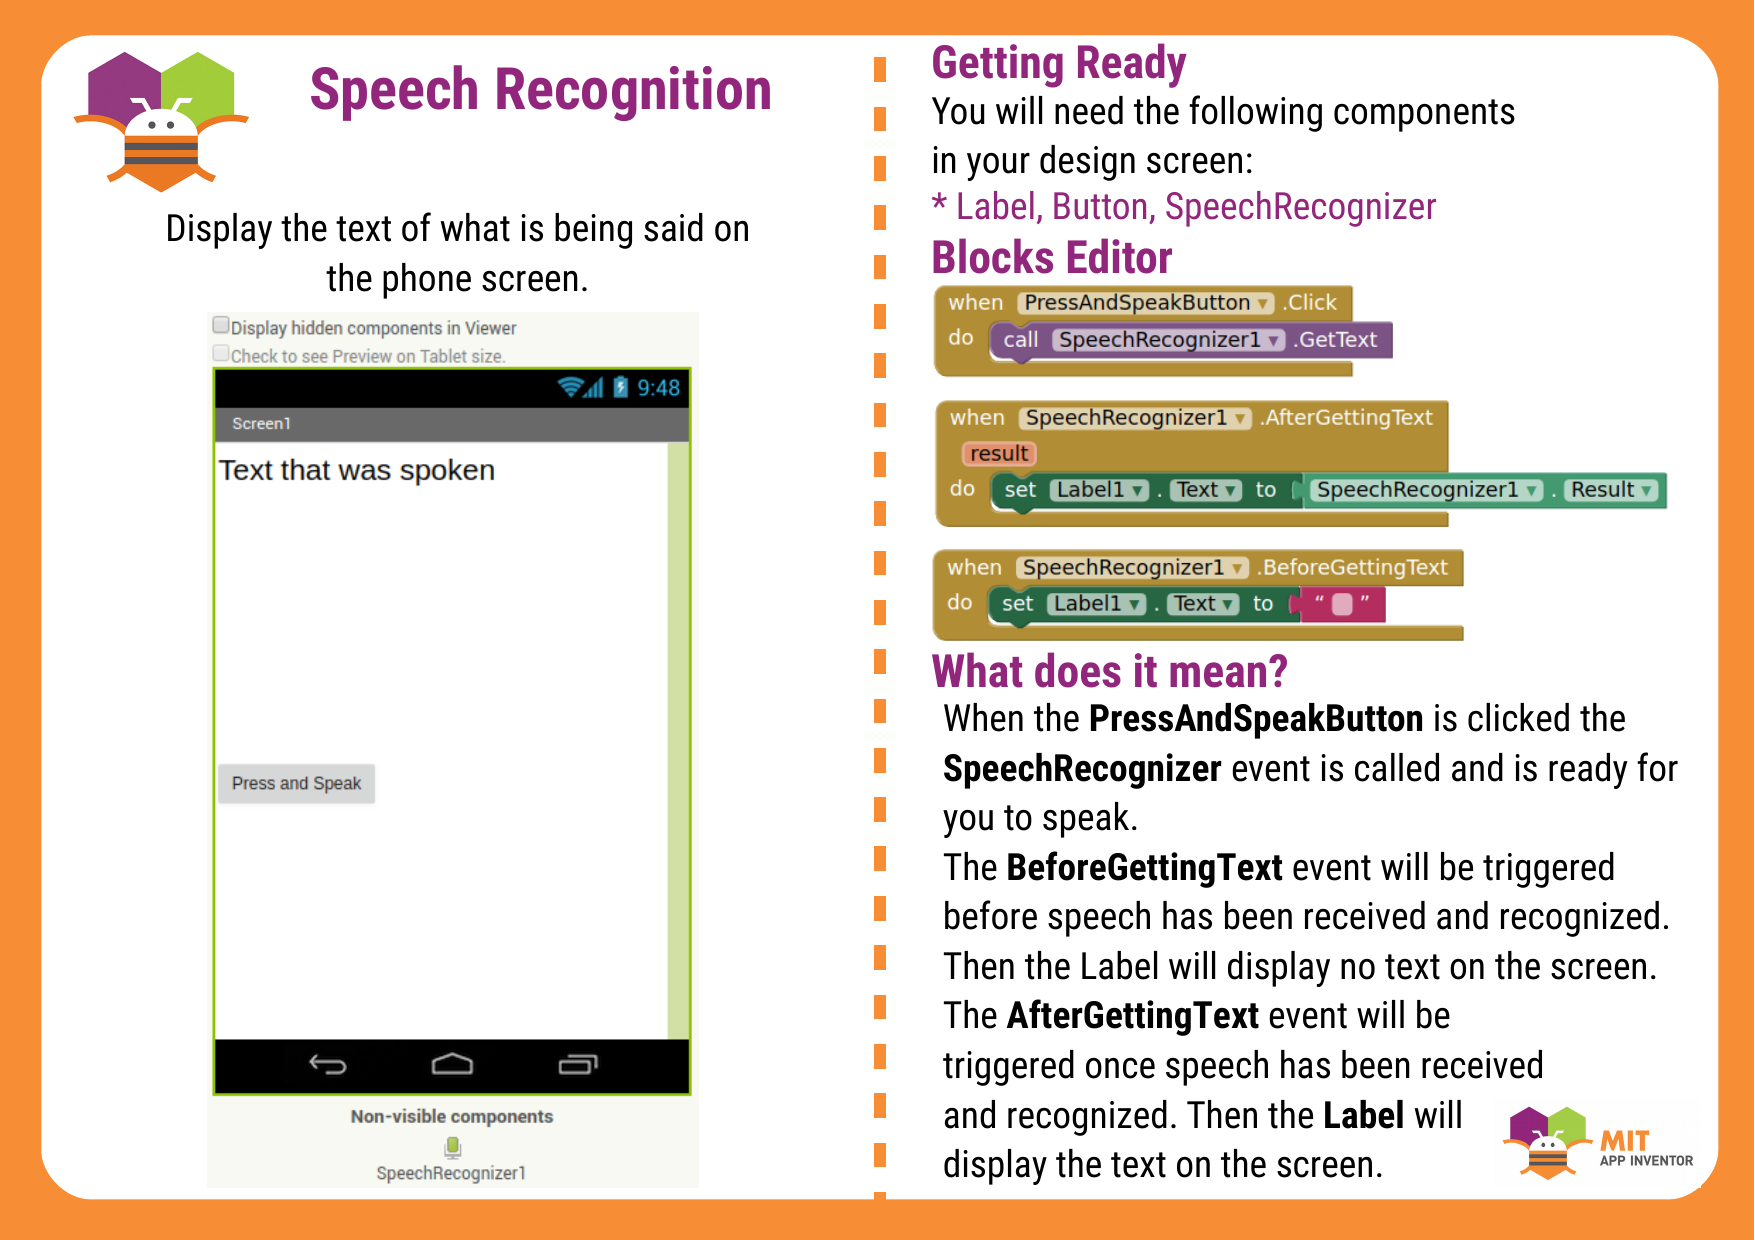 Speech Recognition
Display the text of what is being said on
the phone screen.
Display hidden components in Viewer
Check to see Preview on Tablet size.
9:48
Screen1
Text that was spoken
Press and Speak
Non-visible components
SpeechRecognizer1
Getting Ready
You will need the following components
in your design screen:
* Label, Button, SpeechRecognizer
Blocks Editor
when PressAndSpeakButton .Click
do call SpeechRecognizer1 .GetText
when SpeechRecognizer1 .AfterGettingText
result
do set Label1 . Text to SpeechRecognizer1 . Result
when SpeechRecognizer1 .BeforeGettingText
do set Label1 . Text to “ ”
What does it mean?
When the PressAndSpeakButton is clicked the
SpeechRecognizer event is called and is ready for
you to speak.
The BeforeGettingText event will be triggered
before speech has been received and recognized.
Then the Label will display no text on the screen.
The AfterGettingText event will be
triggered once speech has been received
and recognized. Then the Label will
display the text on the screen.
MIT
APP INVENTOR